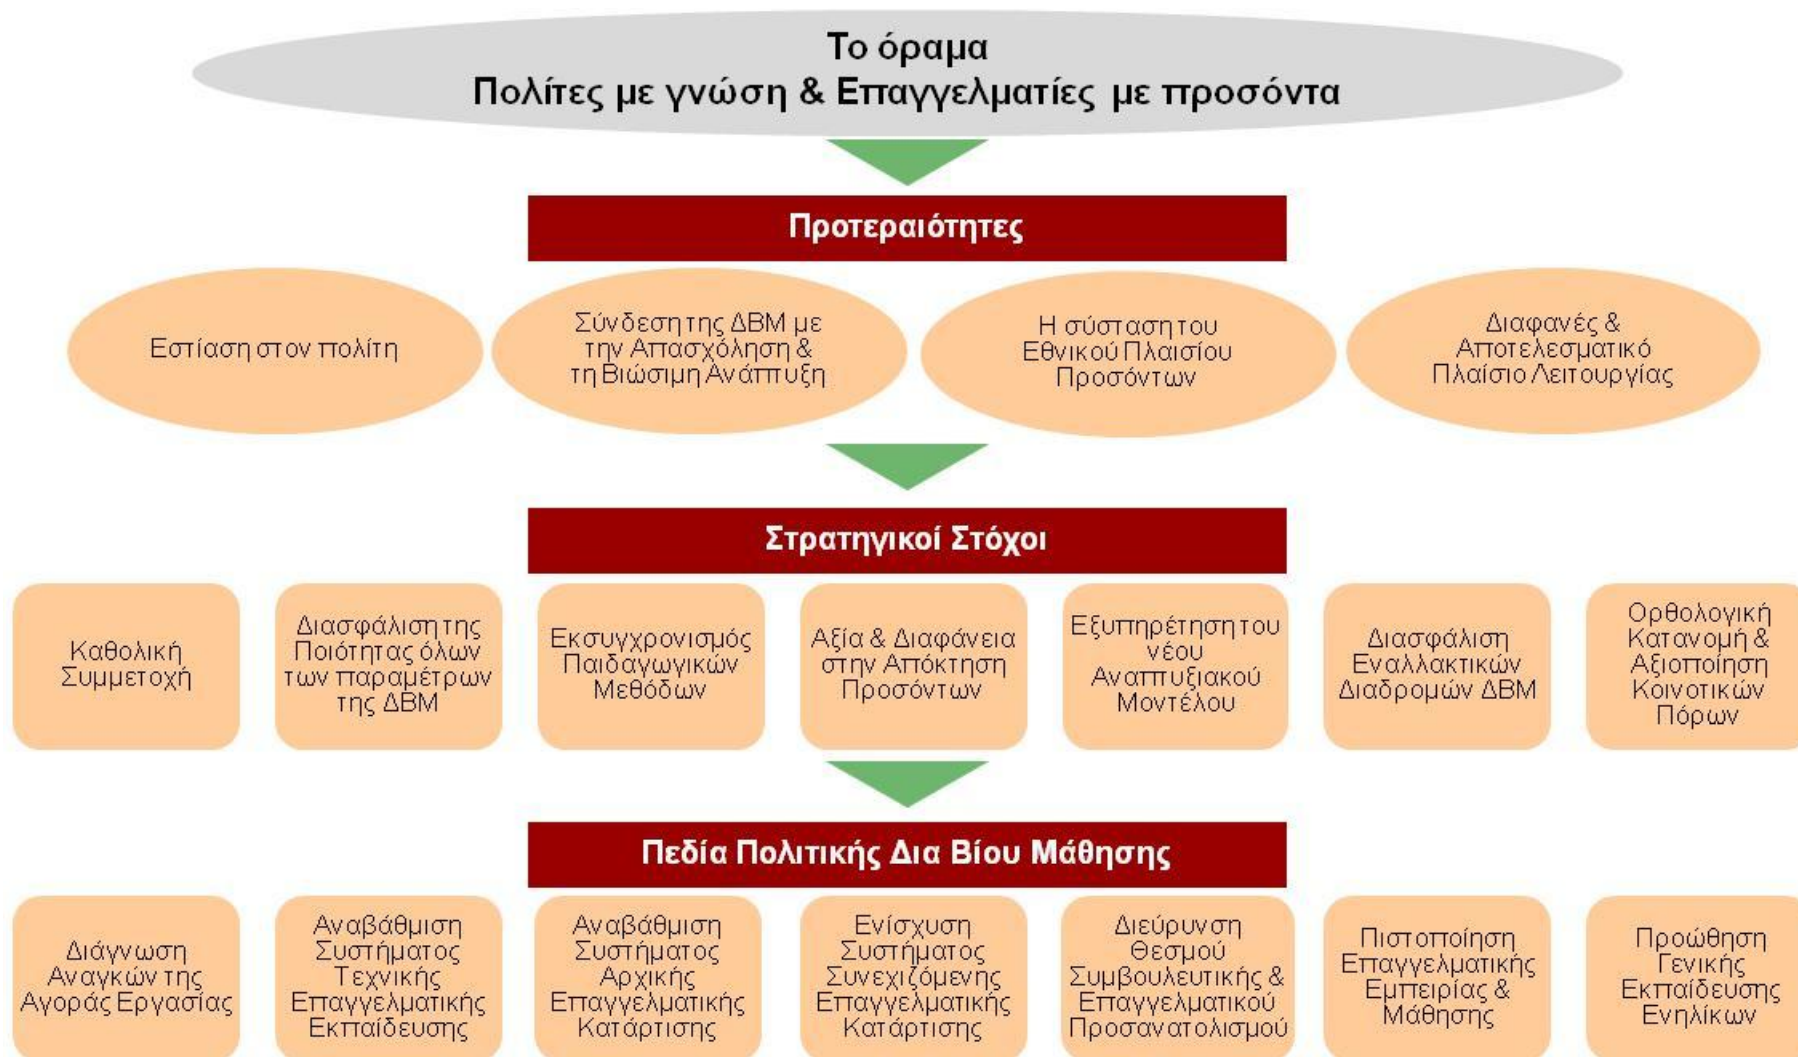 Το όραμα
Πολίτες με γνώση & Επαγγελματίες με προσόντα
Προτεραιότητες
Εστίαση στον πολίτη
Σύνδεση της ΔΒΜ με
την Απασχόληση &
τη Βιώσιμη Ανάπτυξη
Η σύσταση του
Εθνικού Πλαισίου
Προσόντων
Διαφανές &
Αποτελεσματικό
Πλαίσιο Λειτουργίας
Στρατηγικοί Στόχοι
Καθολική
Συμμετοχή
Διασφάλιση της
Ποιότητας όλων
των παραμέτρων
της ΔΒΜ
Εκσυγχρονισμός
Παιδαγωγικών
Μεθόδων
Αξία & Διαφάνεια
στην Απόκτηση
Προσόντων
Εξυπηρέτηση του
νέου
Αναπτυξιακού
Μοντέλου
Διασφάλιση
Εναλλακτικών
Διαδρομών ΔΒΜ
Ορθολογική
Κατανομή &
Αξιοποίηση
Κοινοτικών
Πόρων
Πεδία Πολιτικής Δια Βίου Μάθησης
Διάγνωση
Αναγκών της
Αγοράς Εργασίας
Αναβάθμιση
Συστήματος
Τεχνικής
Επαγγελματικής
Εκπαίδευσης
Αναβάθμιση
Συστήματος
Αρχικής
Επαγγελματικής
Κατάρτισης
Ενίσχυση
Συστήματος
Συνεχιζόμενης
Επαγγελματικής
Κατάρτισης
Διεύρυνση
Θεσμού
Συμβουλευτικής &
Επαγγελματικού
Προσανατολισμού
Πιστοποίηση
Επαγγελματικής
Εμπειρίας &
Μάθησης
Προώθηση
Γενικής
Εκπαίδευσης
Ενηλίκων